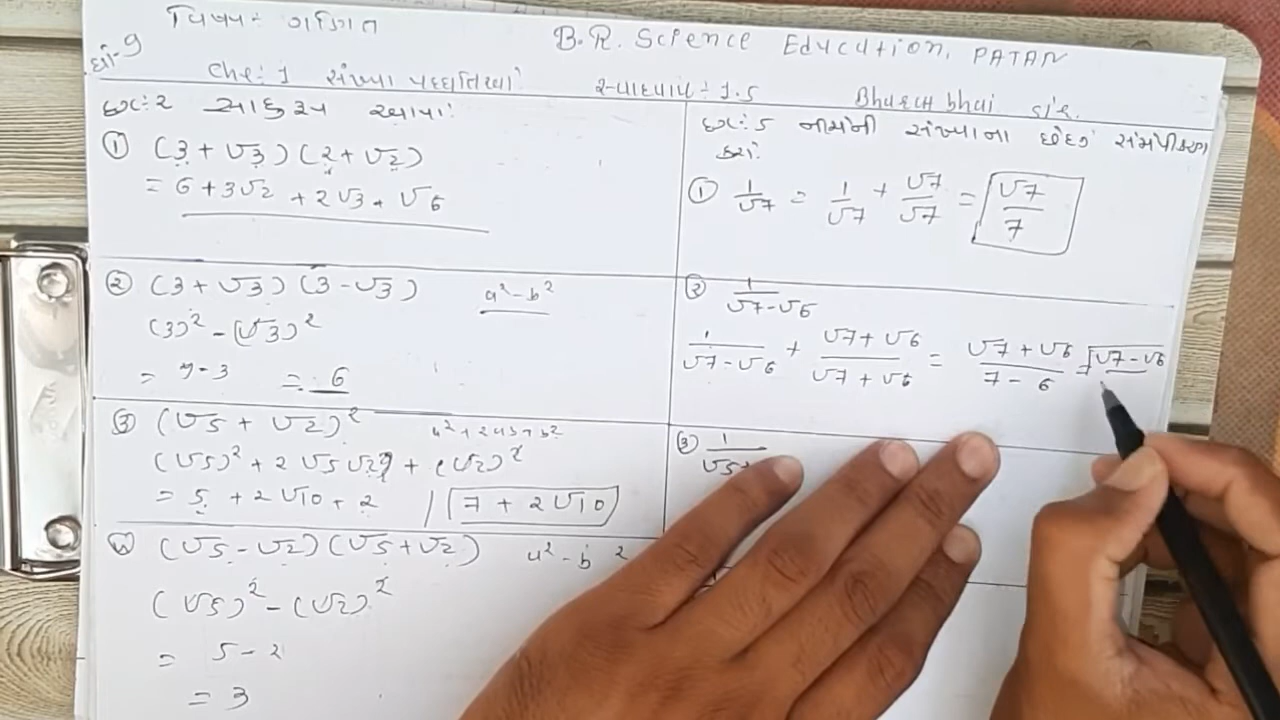 વિષય:- ગણિત
B.R. Science Education, PATAN
ધો-9
Ch:-1 સંખ્યા પદ્ધતિઓ
સ્વાધ્યાય:- 1.5
Bhai sir.
પ્ર:-2 સાદુ રૂપ આપો:
① (3 + √3) (2 + √2)
= 6 + 3√2 + 2√3 + √6
② (3 + √3) (3 - √3) a² - b²
(3)² - (√3)²
= 9 - 3 = 6
③ (√5 + √2)² a² + 2ab + b²
(√5)² + 2 √5 √2 + (√2)²
= 5 + 2√10 + 2 7 + 2√10
(√5 - √2) (√5 + √2) a² - b²
(√5)² - (√2)²
= 5 - 2
= 3
પ્ર:-5 નીચેની સંખ્યાના છેદનું સંમેયીકરણ
કરો:
① 1/√7 = 1/√7 + √7/√7 = √7/7
② 1/√7-√6
1/√7-√6 + √7+√6/√7+√6 = √7+√6/7-6 = √7-√6
③ 1/√5